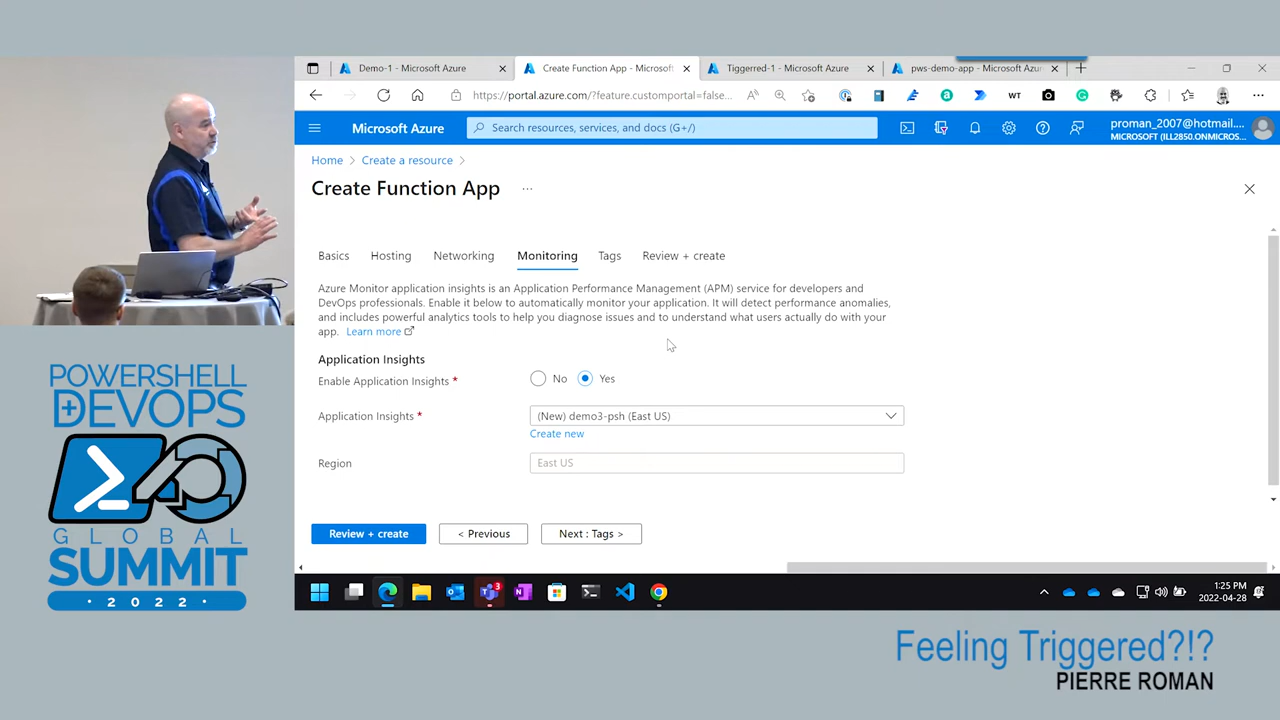 Demo-1 - Microsoft Azure
Create Function App - Microsoft
Tiggerred-1 - Microsoft Azure
pws-demo-app - Microsoft Azu
https://portal.azure.com/?feature.customportal=false...
WT
Microsoft Azure
Search resources, services, and docs (G+/)
proman_2007@hotmail....
MICROSOFT (ILL2850.ONMICROS...
Home > Create a resource >
Create Function App ...
Basics Hosting Networking Monitoring Tags Review + create
Azure Monitor application insights is an Application Performance Management (APM) service for developers and
DevOps professionals. Enable it below to automatically monitor your application. It will detect performance anomalies,
and includes powerful analytics tools to help you diagnose issues and to understand what users actually do with your
app. Learn more
Application Insights
Enable Application Insights * No Yes
Application Insights * (New) demo3-psh (East US)
Create new
Region East US
Review + create < Previous Next : Tags >
3
1:25 PM
2022-04-28
POWERSHELL
DEVOPS
GLOBAL
SUMMIT
· 2022 ·
Feeling Triggered?!?
PIERRE ROMAN